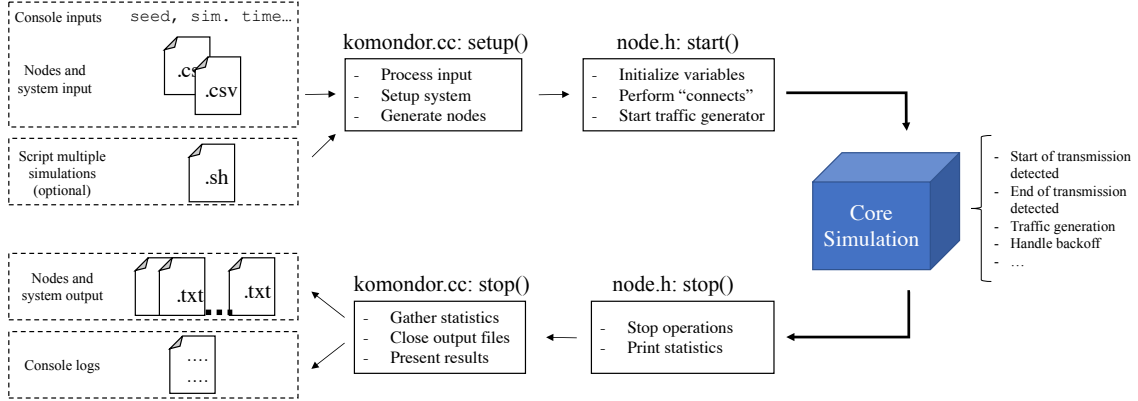 Console inputs seed, sim. time…
Nodes and
system input
.cs
.csv
Script multiple
simulations
(optional)
.sh
komondor.cc: setup()
- Process input
- Setup system
- Generate nodes
node.h: start()
- Initialize variables
- Perform “connects”
- Start traffic generator
Core
Simulation
- Start of transmission
detected
- End of transmission
detected
- Traffic generation
- Handle backoff
- …
node.h: stop()
- Stop operations
- Print statistics
komondor.cc: stop()
- Gather statistics
- Close output files
- Present results
Nodes and
system output
.txt ... .txt
Console logs
....
....